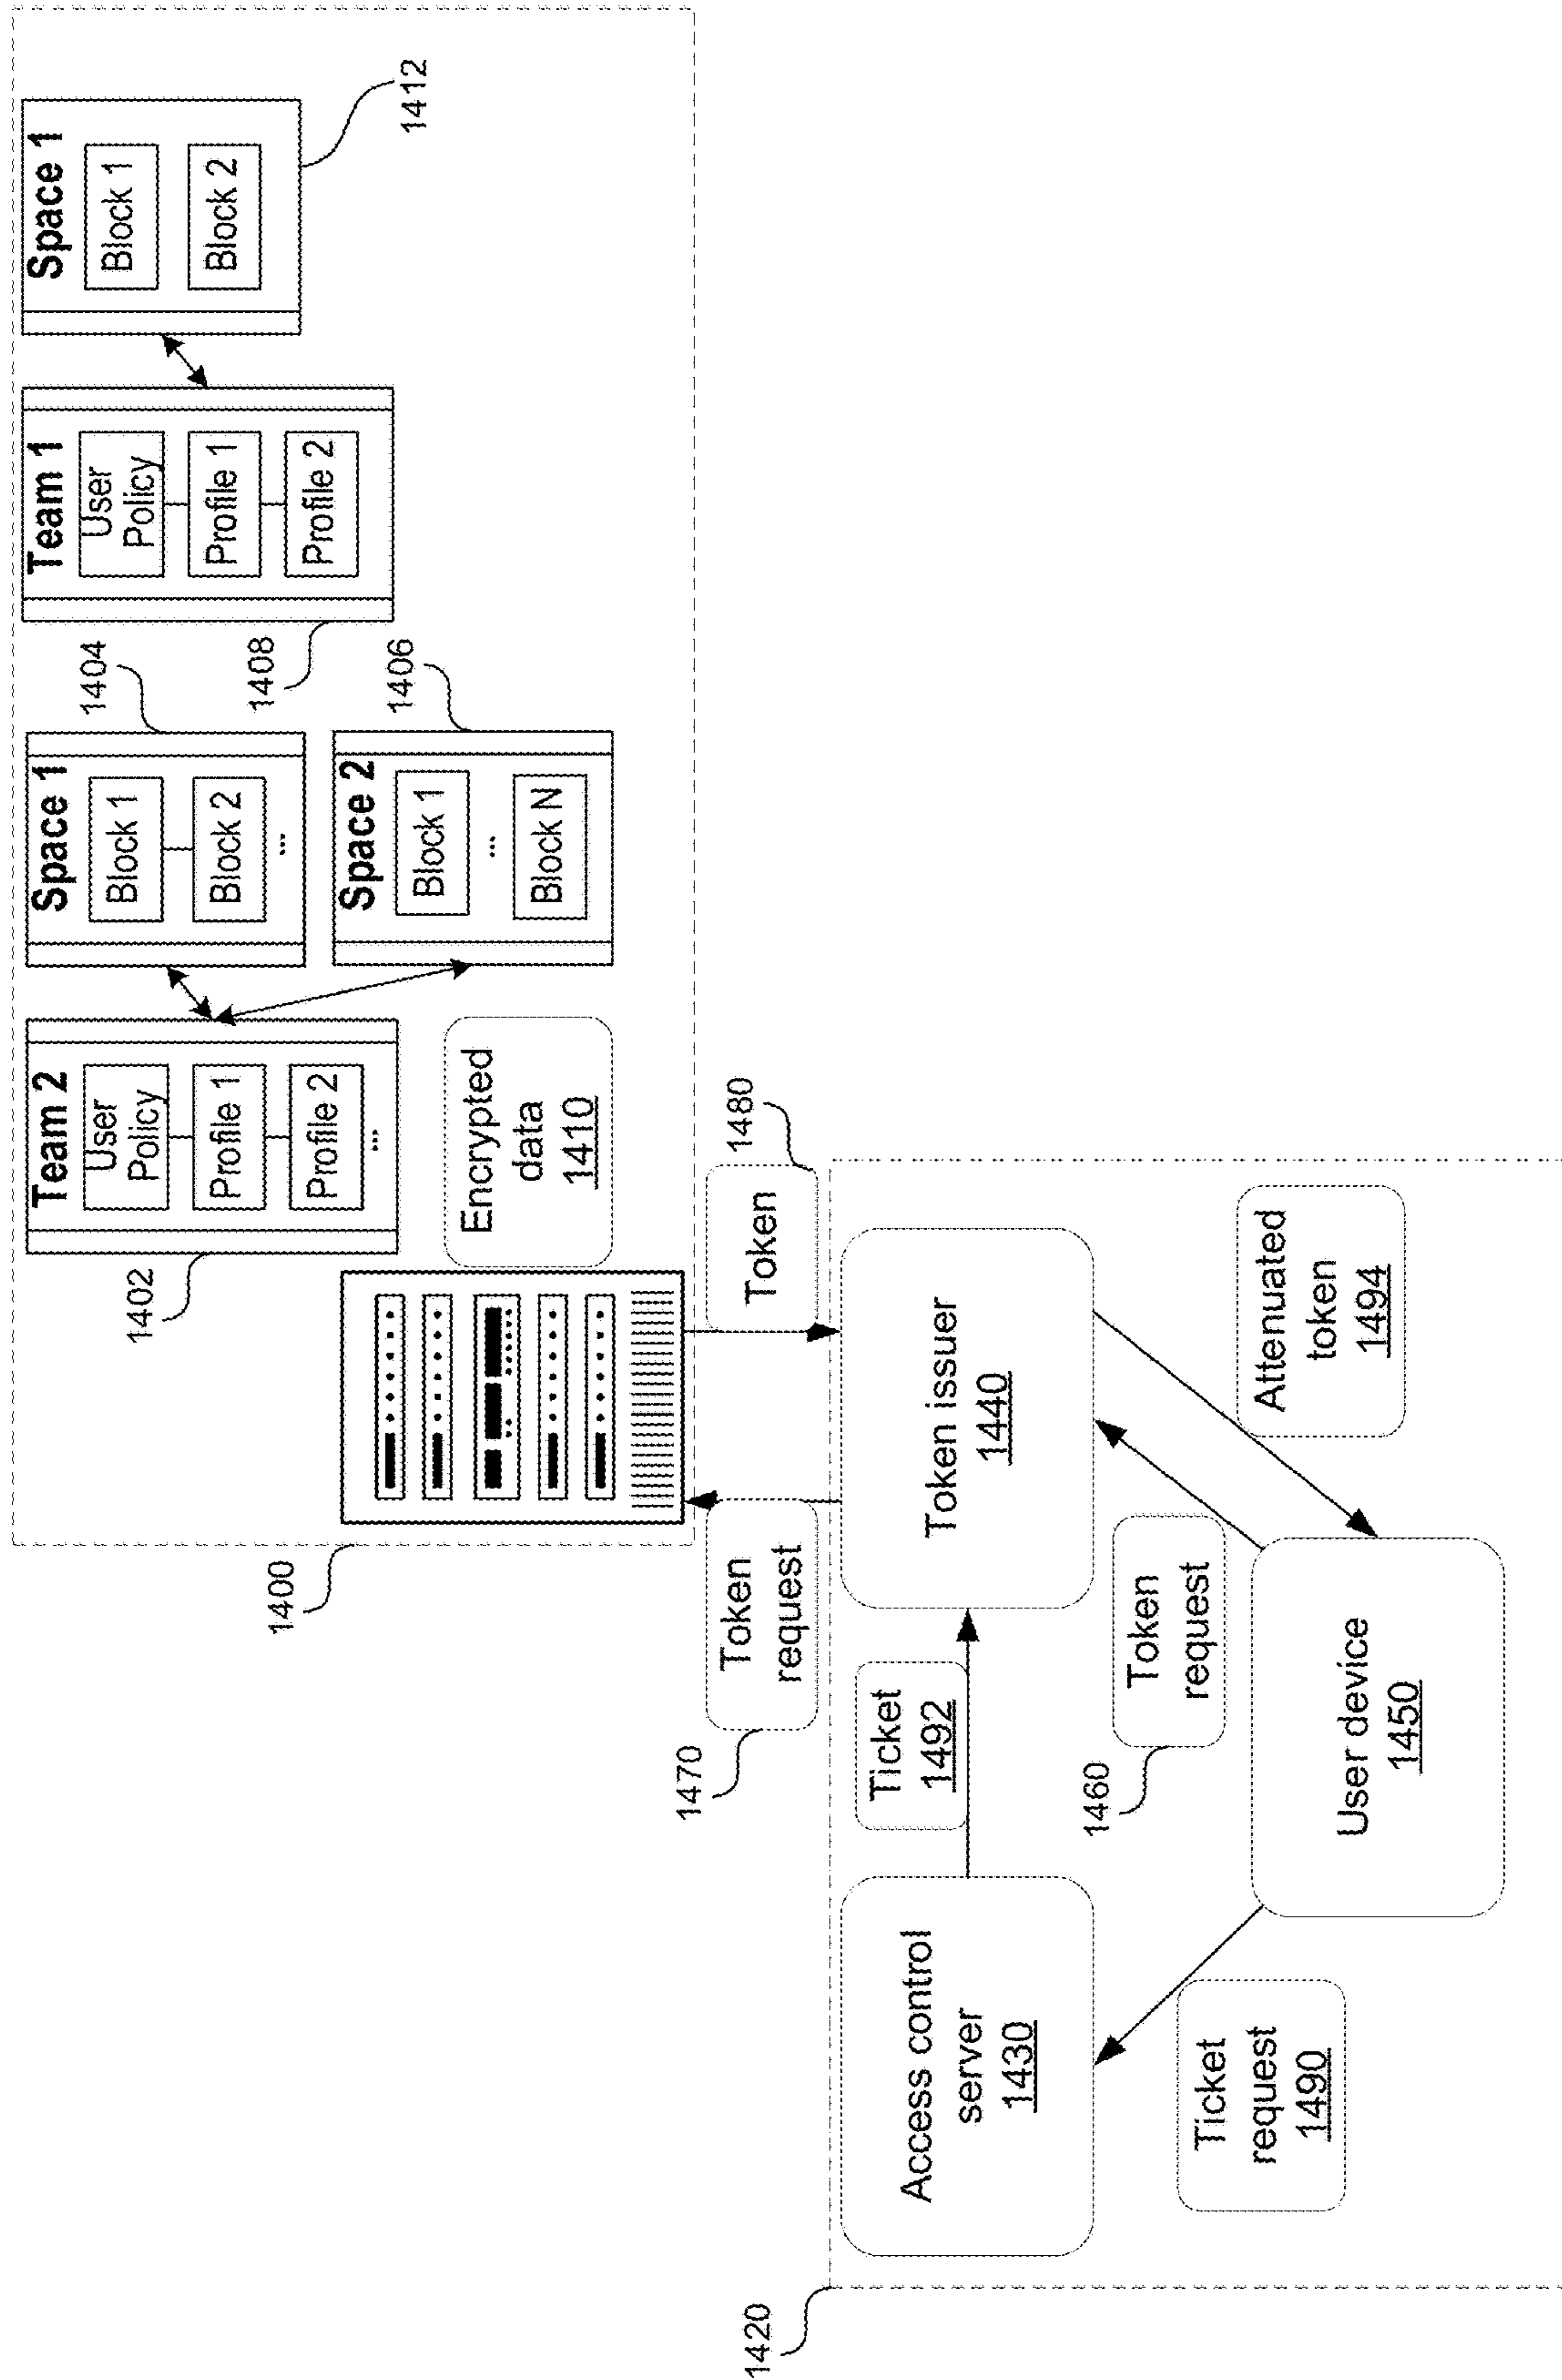 1400
1402
Team 2
User
Policy
Profile 1
Profile 2
...
Space 1
Block 1
Block 2
...
1404
Space 2
Block 1
...
Block N
1406
Team 1
User
Policy
Profile 1
Profile 2
1408
Space 1
Block 1
Block 2
1412
Encrypted
data
1410
1470
Token
request
Token
1480
1420
Access control
server
1430
Ticket
1492
Token issuer
1440
Ticket
request
1490
1460
Token
request
User device
1450
Attenuated
token
1494